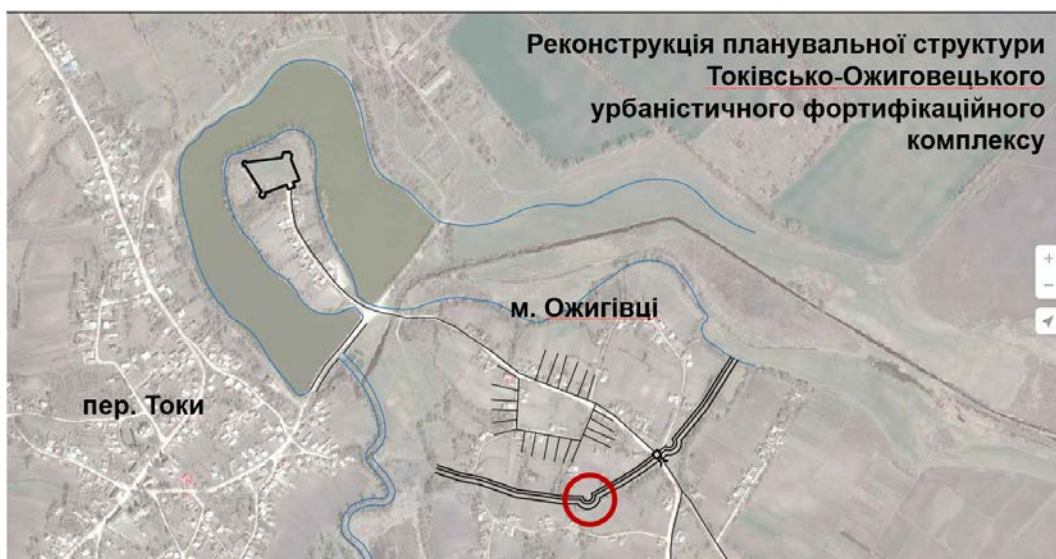 Реконструкція планувальної структури
Токівсько-Ожиговецького
урбаністичного фортифікаційного
комплексу
м. Ожигівці
пер. Токи